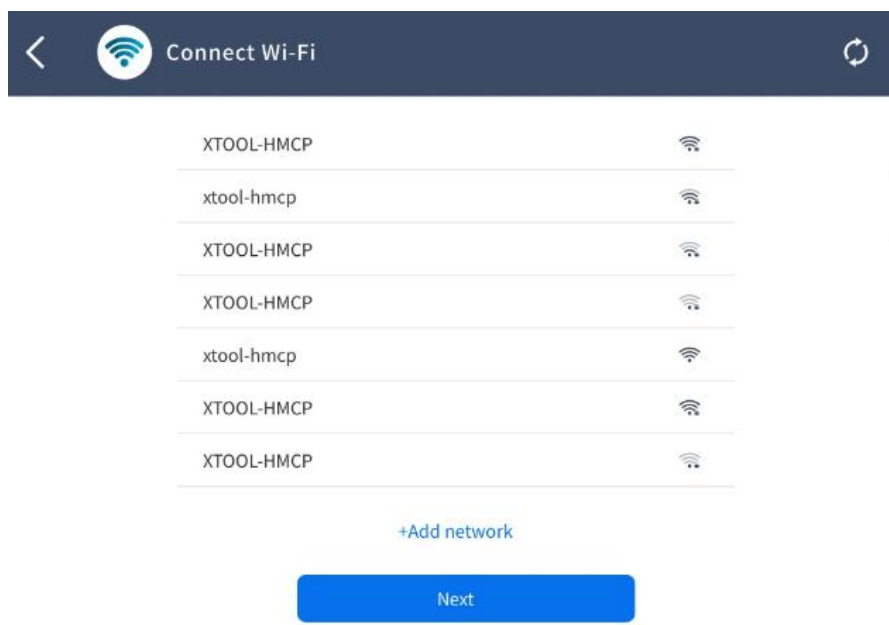 Connect Wi-Fi
XTOOL-HMCP
xtool-hmcp
XTOOL-HMCP
XTOOL-HMCP
xtool-hmcp
XTOOL-HMCP
XTOOL-HMCP
+Add network
Next